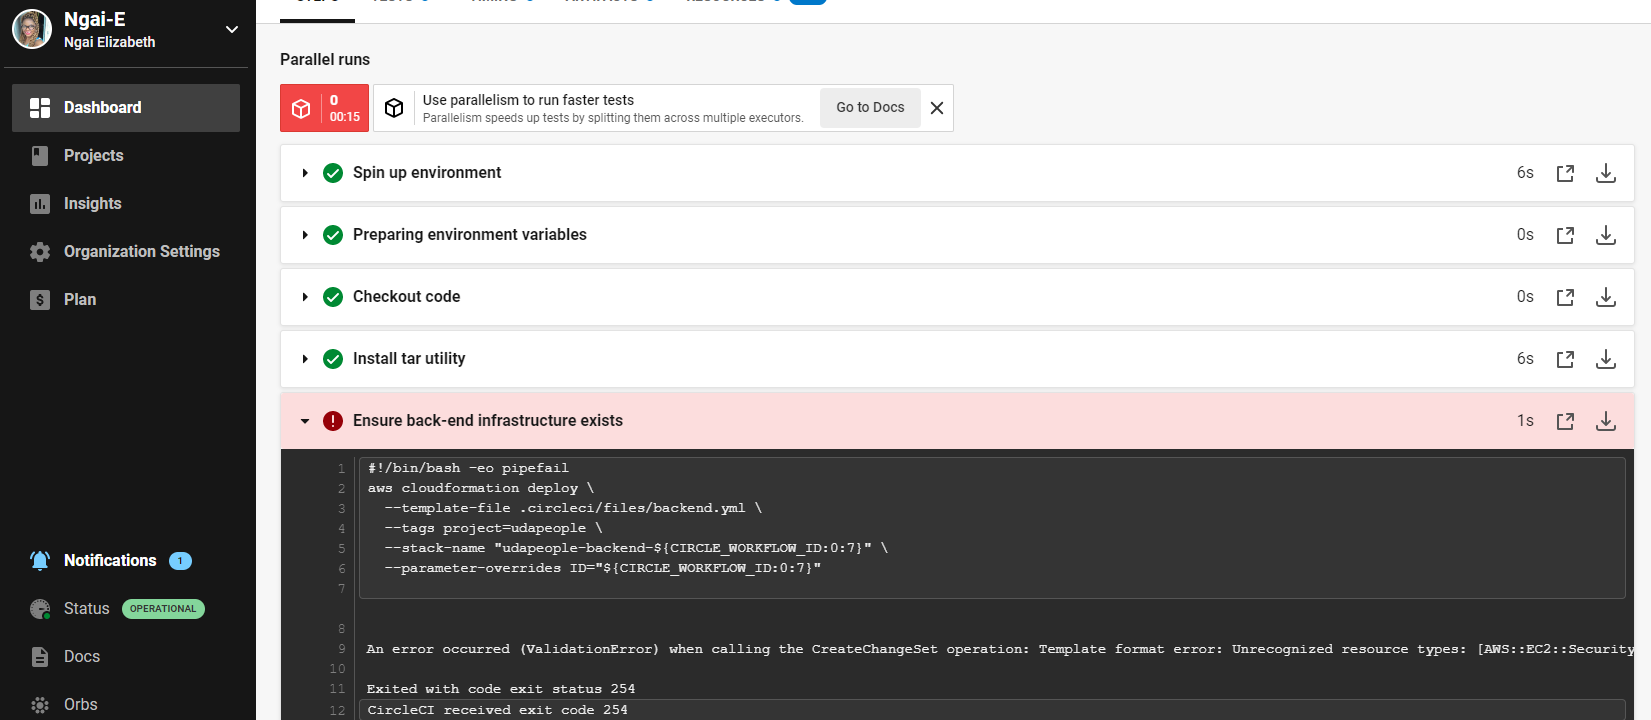 Ngai-E
Ngai Elizabeth
Dashboard
Projects
Insights
Organization Settings
Plan
Notifications 1
Status OPERATIONAL
Docs
Orbs
Parallel runs
0
00:15
Use parallelism to run faster tests
Parallelism speeds up tests by splitting them across multiple executors.
Go to Docs
Spin up environment 6s
Preparing environment variables 0s
Checkout code 0s
Install tar utility 6s
Ensure back-end infrastructure exists 1s
1 #!/bin/bash -eo pipefail
2 aws cloudformation deploy \
3 --template-file .circleci/files/backend.yml \
4 --tags project=udapeople \
5 --stack-name "udapeople-backend-${CIRCLE_WORKFLOW_ID:0:7}" \
6 --parameter-overrides ID="${CIRCLE_WORKFLOW_ID:0:7}"
7
8
9 An error occurred (ValidationError) when calling the CreateChangeSet operation: Template format error: Unrecognized resource types: [AWS::EC2::Security
10
11 Exited with code exit status 254
12 CircleCI received exit code 254